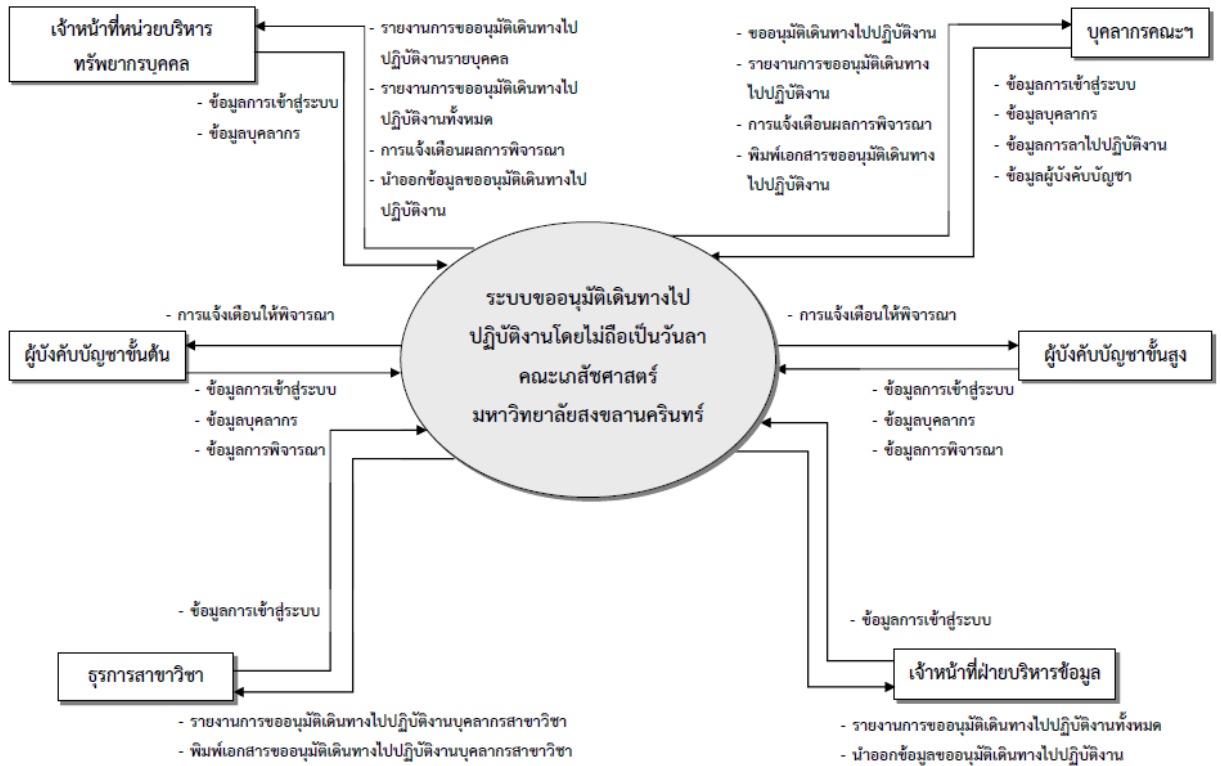 เจ้าหน้าที่หน่วยบริหาร
ทรัพยากรบุคคล
- ข้อมูลการเข้าสู่ระบบ
- ข้อมูลบุคลากร
- รายงานการขออนุมัติเดินทางไป
ปฏิบัติงานรายบุคคล
- รายงานการขออนุมัติเดินทางไป
ปฏิบัติงานทั้งหมด
- การแจ้งเตือนผลการพิจารณา
- นำออกข้อมูลขออนุมัติเดินทางไป
ปฏิบัติงาน
- ขออนุมัติเดินทางไปปฏิบัติงาน
- รายงานการขออนุมัติเดินทาง
ไปปฏิบัติงาน
- การแจ้งเตือนผลการพิจารณา
- พิมพ์เอกสารขออนุมัติเดินทาง
ไปปฏิบัติงาน
บุคลากรคณะฯ
- ข้อมูลการเข้าสู่ระบบ
- ข้อมูลบุคลากร
- ข้อมูลการลาไปปฏิบัติงาน
- ข้อมูลผู้บังคับบัญชา
ระบบขออนุมัติเดินทางไป
ปฏิบัติงานโดยไม่ถือเป็นวันลา
คณะเภสัชศาสตร์
มหาวิทยาลัยสงขลานครินทร์
- การแจ้งเตือนให้พิจารณา
ผู้บังคับบัญชาขั้นต้น
- ข้อมูลการเข้าสู่ระบบ
- ข้อมูลบุคลากร
- ข้อมูลการพิจารณา
- การแจ้งเตือนให้พิจารณา
ผู้บังคับบัญชาขั้นสูง
- ข้อมูลการเข้าสู่ระบบ
- ข้อมูลบุคลากร
- ข้อมูลการพิจารณา
- ข้อมูลการเข้าสู่ระบบ
ธุรการสาขาวิชา
- รายงานการขออนุมัติเดินทางไปปฏิบัติงานบุคลากรสาขาวิชา
- พิมพ์เอกสารขออนุมัติเดินทางไปปฏิบัติงานบุคลากรสาขาวิชา
- ข้อมูลการเข้าสู่ระบบ
เจ้าหน้าที่ฝ่ายบริหารข้อมูล
- รายงานการขออนุมัติเดินทางไปปฏิบัติงานทั้งหมด
- นำออกข้อมูลขออนุมัติเดินทางไปปฏิบัติงาน